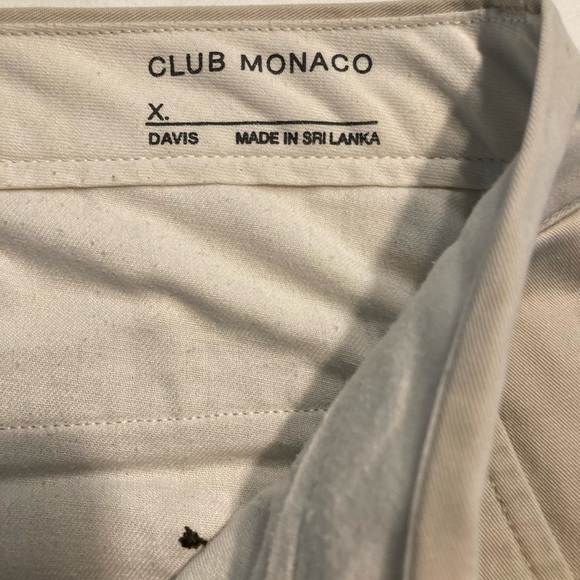 CLUB MONACO
X.
DAVIS MADE IN SRI LANKA